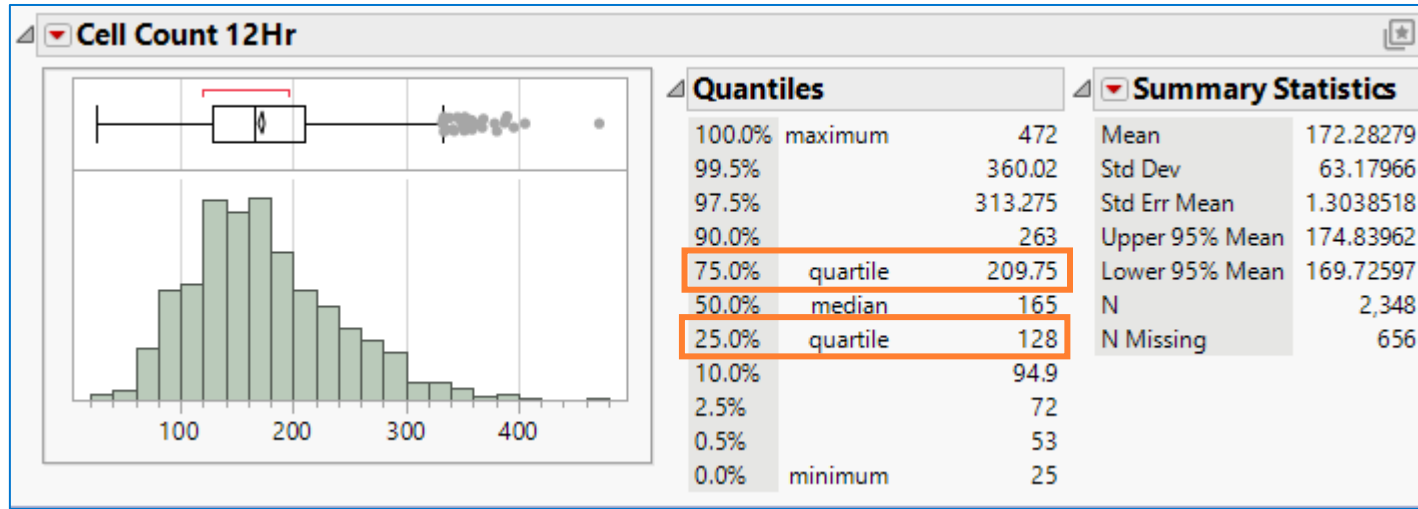 Cell Count 12Hr
100 200 300 400
Quantiles
100.0% maximum 472
99.5% 360.02
97.5% 313.275
90.0% 263
75.0% quartile 209.75
50.0% median 165
25.0% quartile 128
10.0% 94.9
2.5% 72
0.5% 53
0.0% minimum 25
Summary Statistics
Mean 172.28279
Std Dev 63.17966
Std Err Mean 1.3038518
Upper 95% Mean 174.83962
Lower 95% Mean 169.72597
N 2,348
N Missing 656